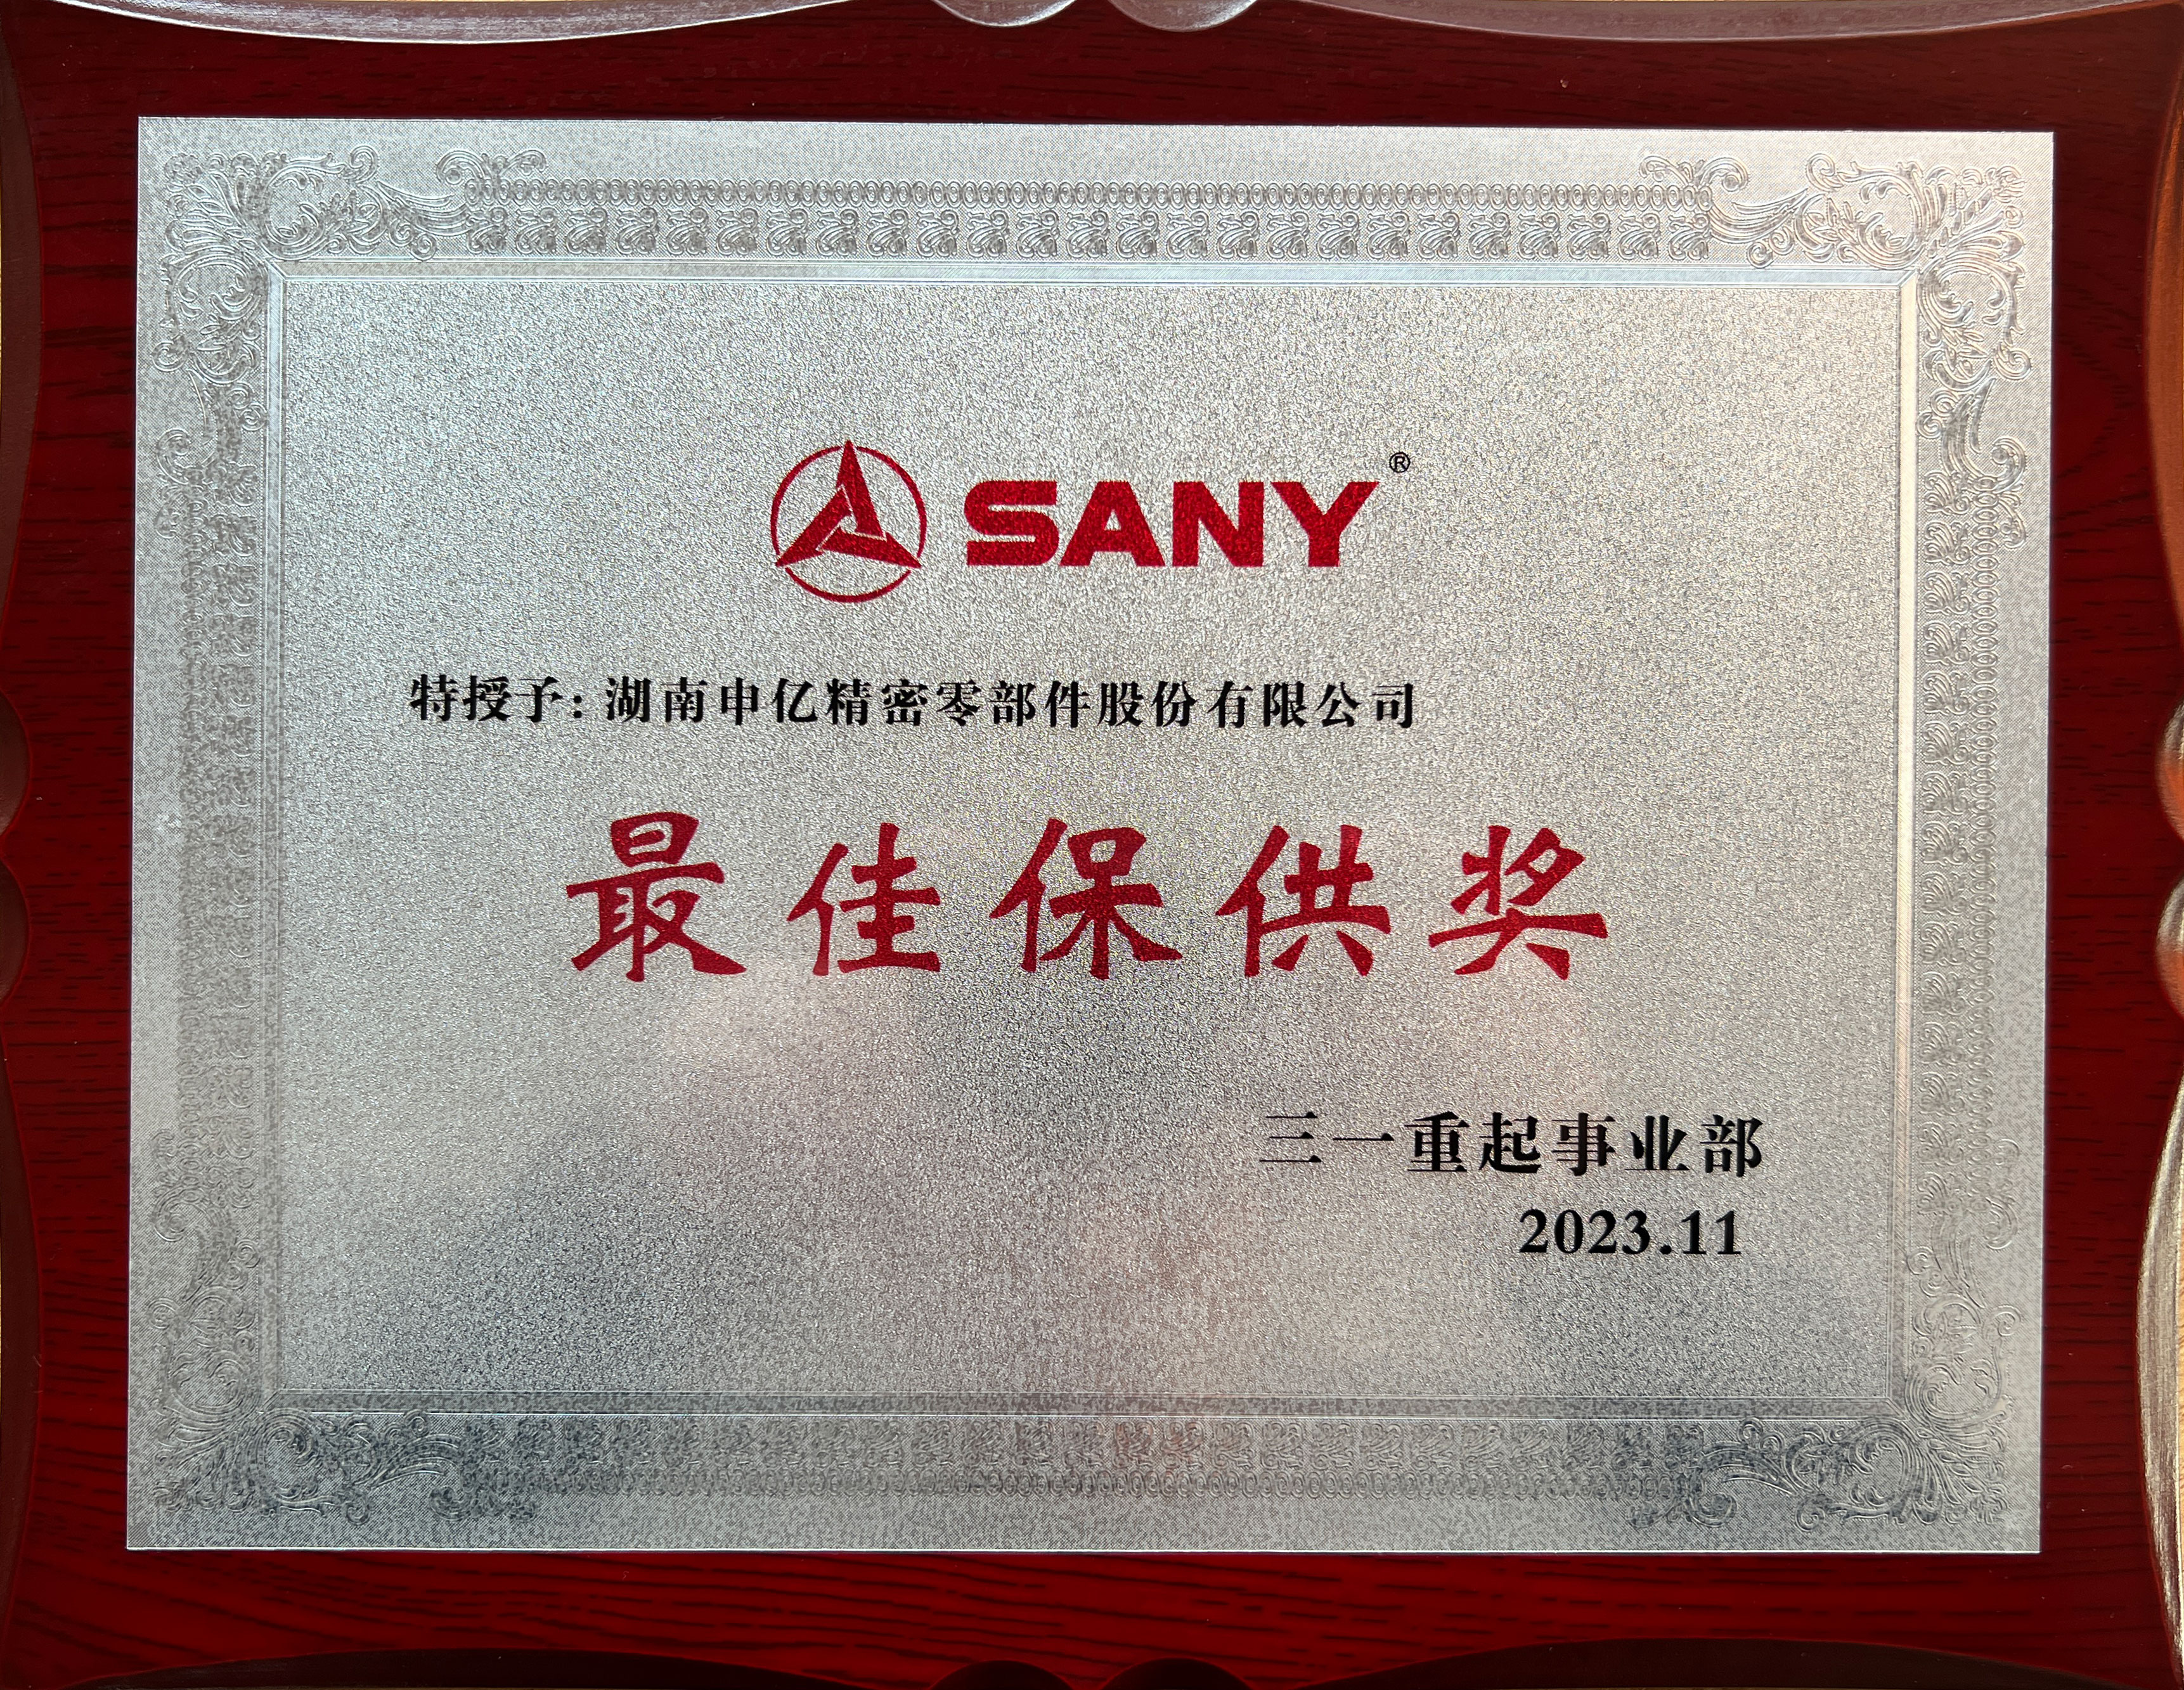 SANY®
特授予:湖南申亿精密零部件股份有限公司
最佳保供奖
三一重起事业部
2023.11